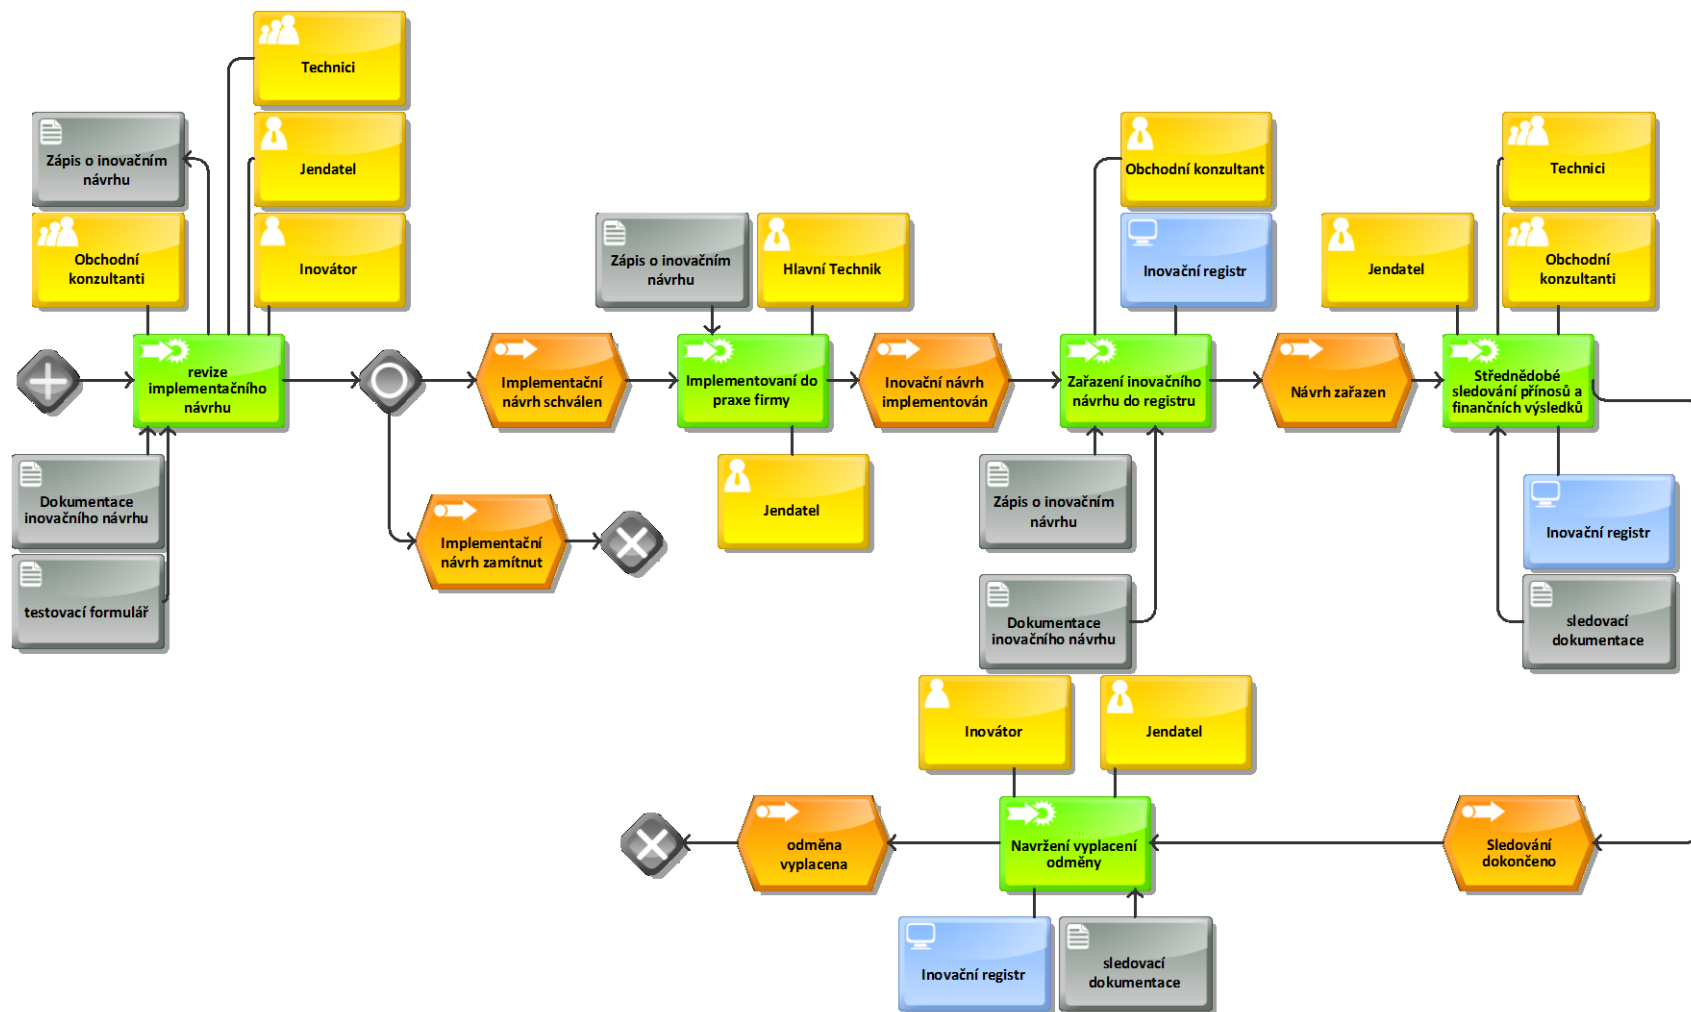 Technici
Zápis o inovačním
návrhu
Jendatel
Obchodní
konzultanti
Inovátor
revize
implementačního
návrhu
Dokumentace
inovačního návrhu
testovací formulář
Implementační
návrh schválen
Implementační
návrh zamítnut
Zápis o inovačním
návrhu
Hlavní Technik
Implementovaní do
praxe firmy
Jendatel
Inovační návrh
implementován
Obchodní konzultant
Inovační registr
Zařazení inovačního
návrhu do registru
Zápis o inovačním
návrhu
Dokumentace
inovačního návrhu
Návrh zařazen
Technici
Jendatel
Obchodní
konzultanti
Střednědobé
sledování přínosů a
finančních výsledků
Inovační registr
sledovací
dokumentace
Inovátor
Jendatel
odměna
vyplacena
Navržení vyplacení
odměny
Sledování
dokončeno
Inovační registr
sledovací
dokumentace